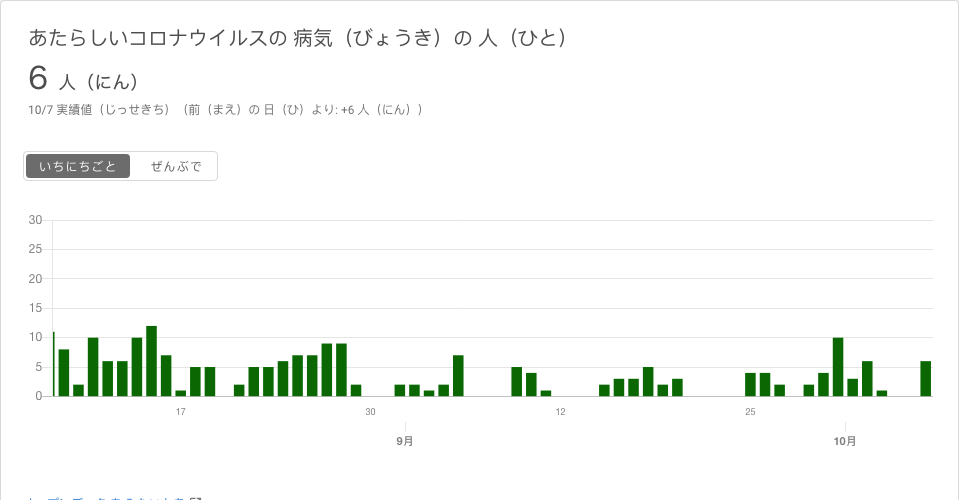 あたらしいコロナウイルスの 病気（びょうき）の 人（ひと）
6 人（にん）
10/7 実績値（じっせきち）（前（まえ）の 日（ひ）より: +6 人（にん））
いちにちごと ぜんぶで
30
25
20
15
10
5
0
17 30 12 25
9月 10月